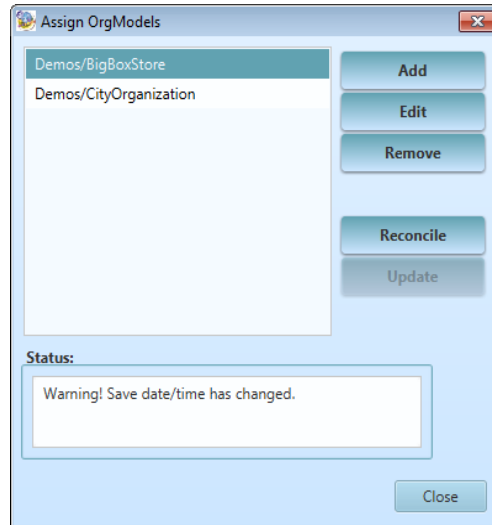 Assign OrgModels
Demos/BigBoxStore
Demos/CityOrganization
Add
Edit
Remove
Reconcile
Update
Status:
Warning! Save date/time has changed.
Close